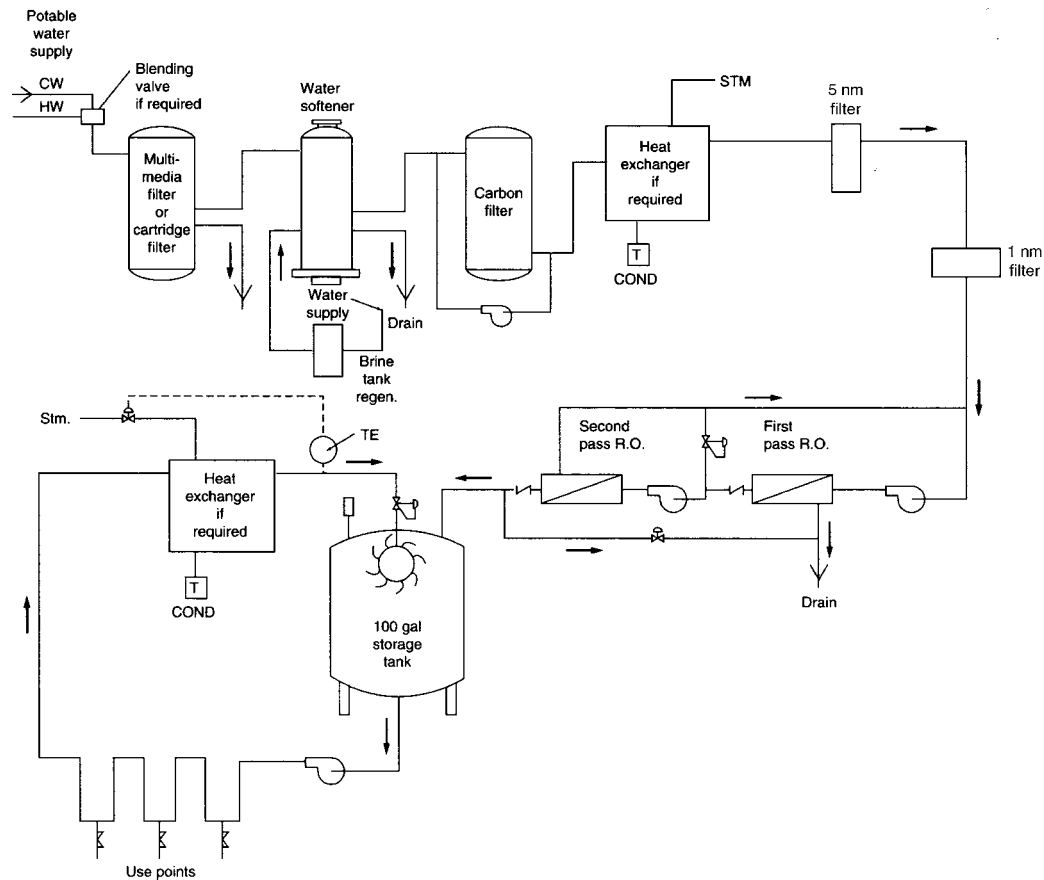 Potable
water
supply
CW
HW
Blending
valve
if required
Multi-
media
filter
or
cartridge
filter
Water
softener
Water
supply
Drain
Brine
tank
regen.
Carbon
filter
STM
Heat
exchanger
if
required
T
COND
5 nm
filter
1 nm
filter
Stm.
TE
Heat
exchanger
if
required
T
COND
Second
pass R.O.
First
pass R.O.
Drain
100 gal
storage
tank
Use points